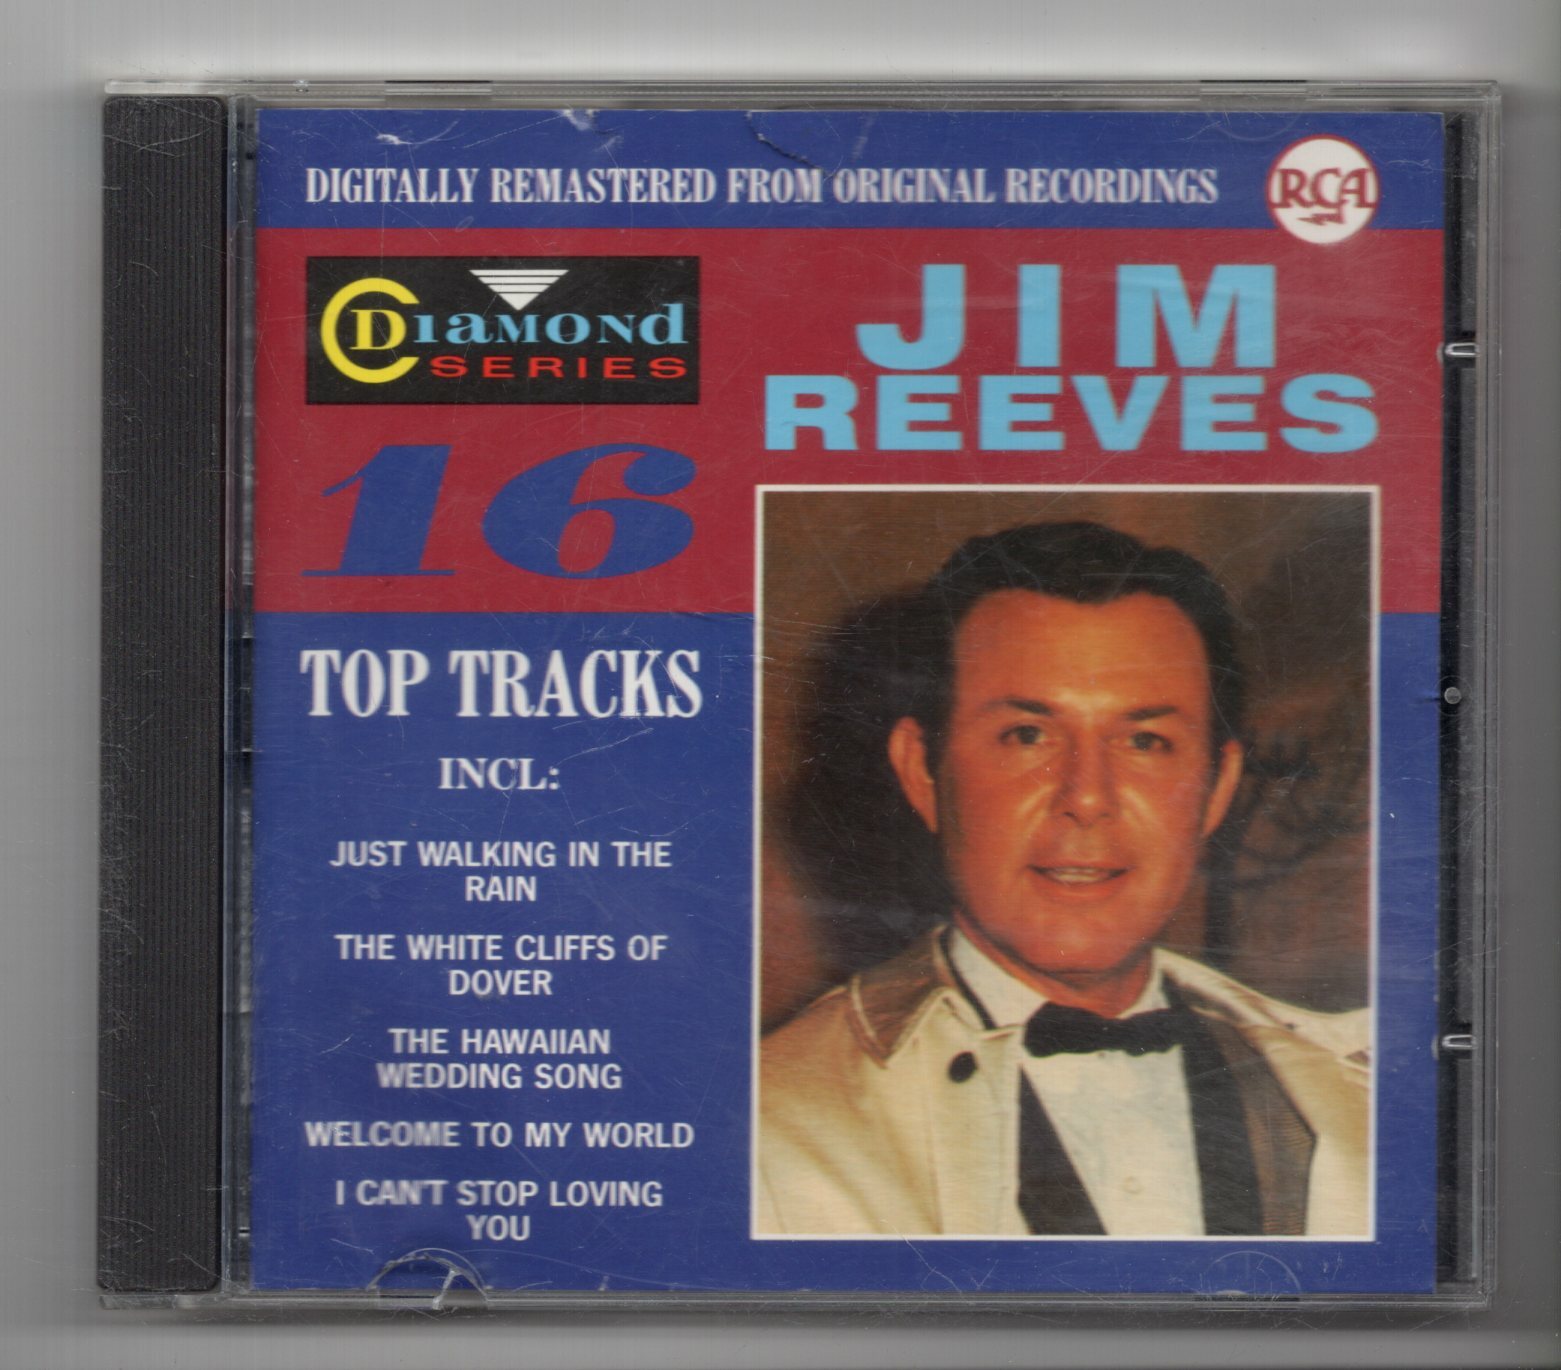 DIGITALLY REMASTERED FROM ORIGINAL RECORDINGS
RCA
CDIAMOND
SERIES
JIM
REEVES
16
TOP TRACKS
INCL:
JUST WALKING IN THE
RAIN
THE WHITE CLIFFS OF
DOVER
THE HAWAIIAN
WEDDING SONG
WELCOME TO MY WORLD
I CAN'T STOP LOVING
YOU